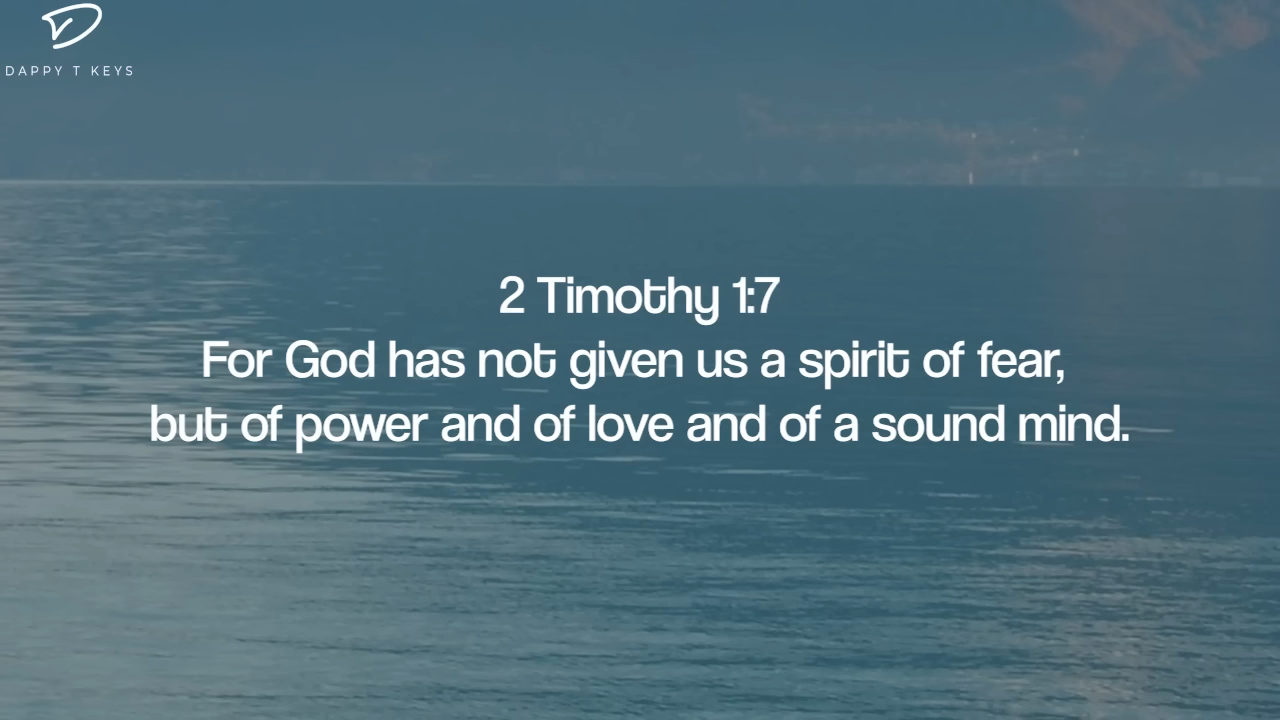 DAPPY T KEYS
2 Timothy 1:7
For God has not given us a spirit of fear,
but of power and of love and of a sound mind.